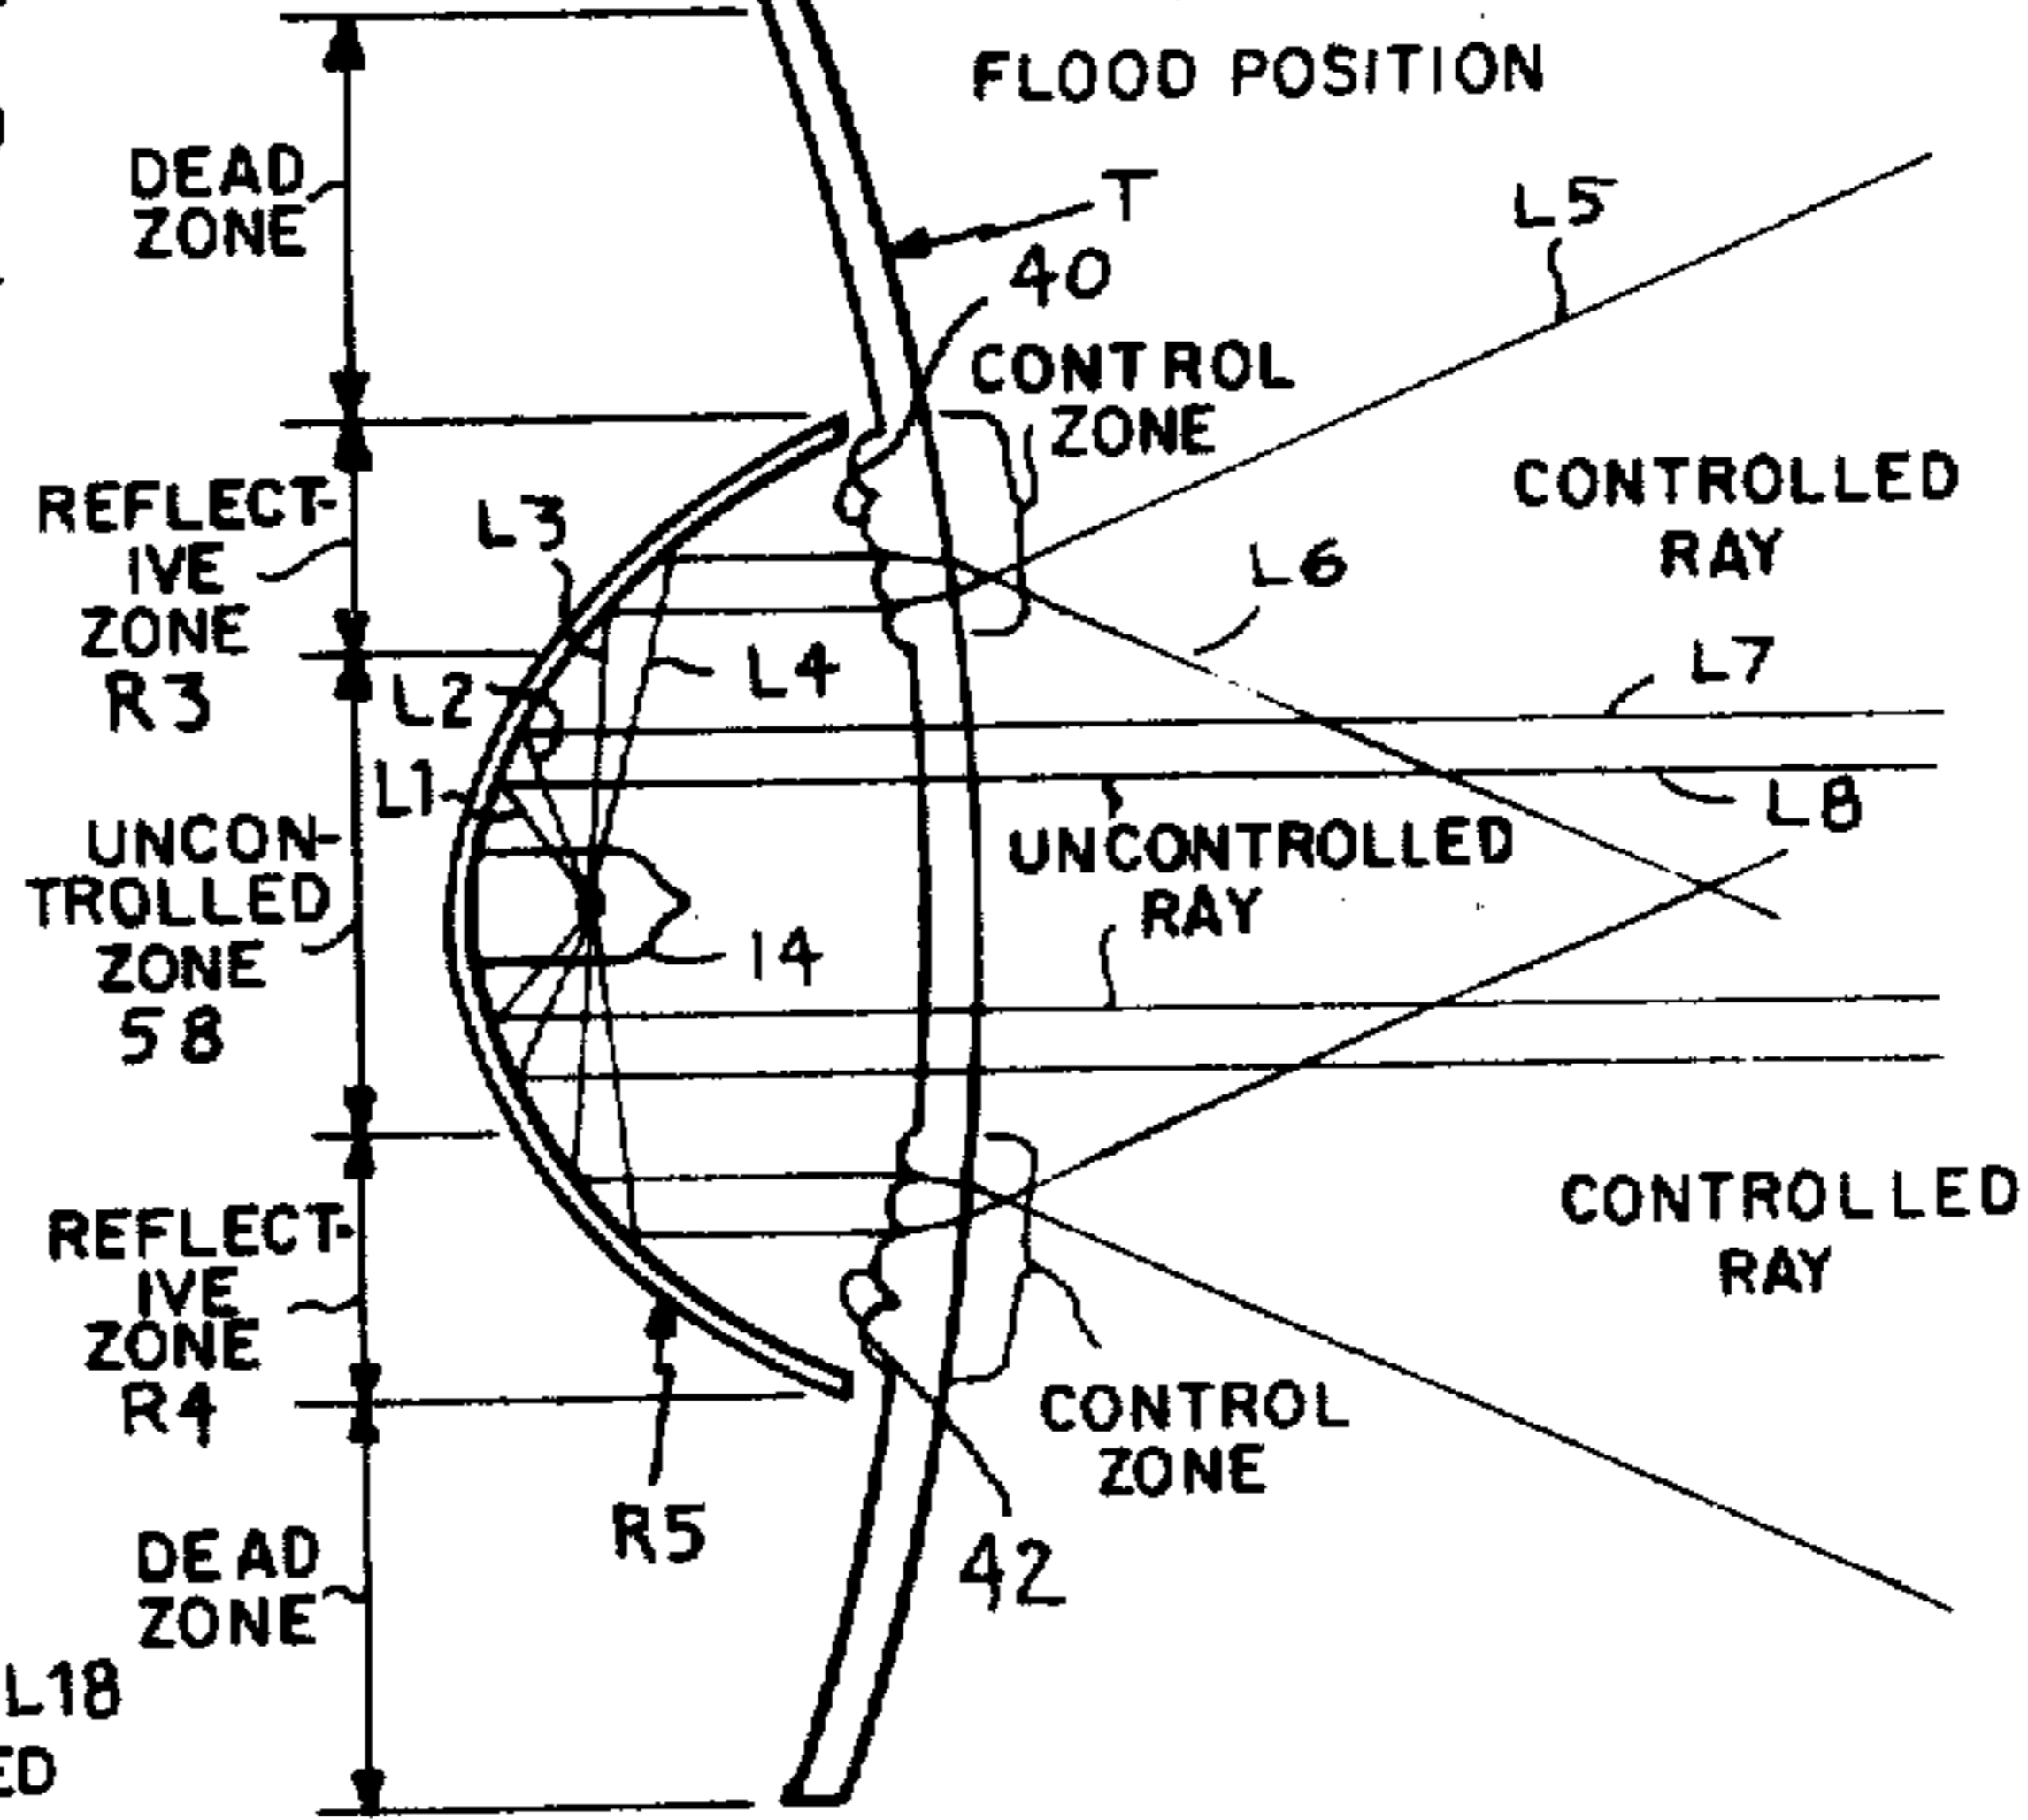 FLOOD POSITION
DEAD
ZONE
T
L5
40
CONTROL
ZONE
REFLECT-
IVE
ZONE
R3
L3
CONTROLLED
RAY
L6
L4
L7
L2
L1
L8
UNCON-
TROLLED
ZONE
58
UNCONTROLLED
RAY
14
REFLECT-
IVE
ZONE
R4
CONTROLLED
RAY
CONTROL
ZONE
R5
42
DEAD
ZONE
L18